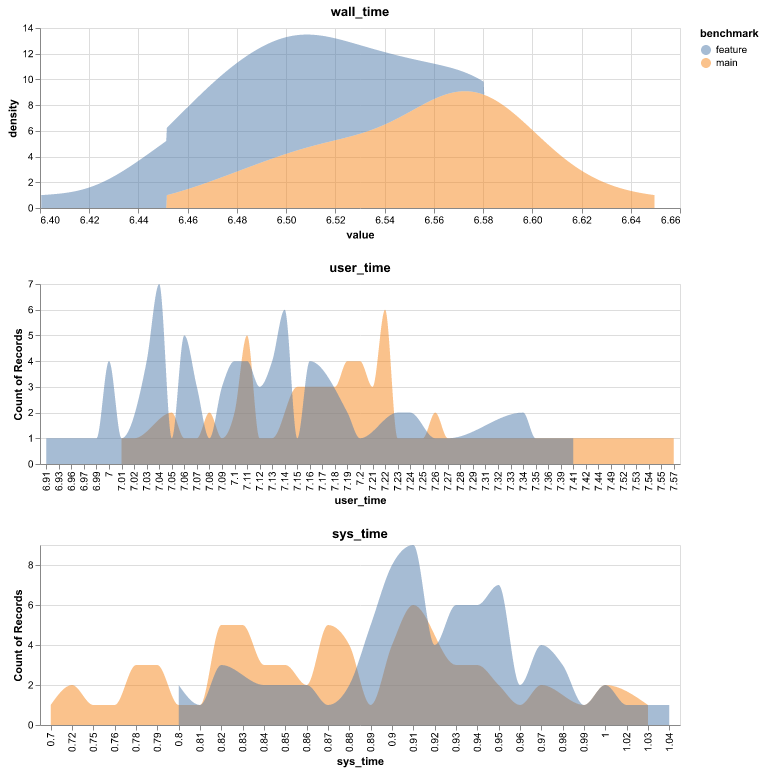 wall_time
14
12
10
8
6
4
2
0
density
6.40 6.42 6.44 6.46 6.48 6.50 6.52 6.54 6.56 6.58 6.60 6.62 6.64 6.66
value
benchmark
feature
main
user_time
7
6
5
4
3
2
1
0
Count of Records
6.91 6.93 6.96 6.97 6.99 7 7.01 7.02 7.03 7.04 7.05 7.06 7.07 7.08 7.09 7.1 7.11 7.12 7.13 7.14 7.15 7.16 7.17 7.18 7.19 7.2 7.21 7.22 7.23 7.24 7.25 7.26 7.27 7.28 7.29 7.31 7.32 7.33 7.34 7.35 7.36 7.39 7.41 7.42 7.44 7.49 7.52 7.53 7.54 7.55 7.57
user_time
sys_time
8
6
4
2
0
Count of Records
0.7 0.72 0.75 0.76 0.78 0.79 0.8 0.81 0.82 0.83 0.84 0.85 0.86 0.87 0.88 0.89 0.9 0.91 0.92 0.93 0.94 0.95 0.96 0.97 0.98 0.99 1 1.02 1.03 1.04
sys_time